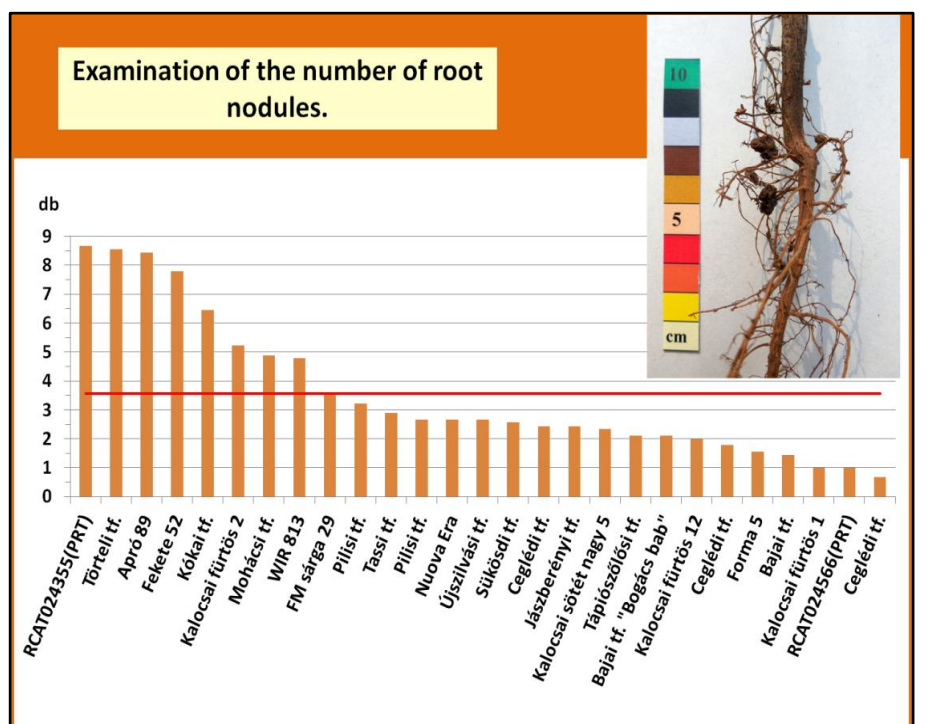 Examination of the number of root
nodules.
10
5
cm
db
9
8
7
6
5
4
3
2
1
0
RCAT024355(PRT)
Törteli tf.
Apró 89
Fekete 52
Kókai tf.
Kalocsai fürtös 2
Mohácsi tf.
WIR 813
FM sárga 29
Pilisi tf.
Tassi tf.
Pilisi tf.
Nuova Era
Újszilvási tf.
Sükösdi tf.
Ceglédi tf.
Jászberényi tf.
Kalocsai sötét nagy 5
Tápiószőlősi tf.
Bajai tf. "Bogács bab"
Kalocsai fürtös 12
Ceglédi tf.
Forma 5
Bajai tf.
Kalocsai fürtös 1
RCAT024566(PRT)
Ceglédi tf.